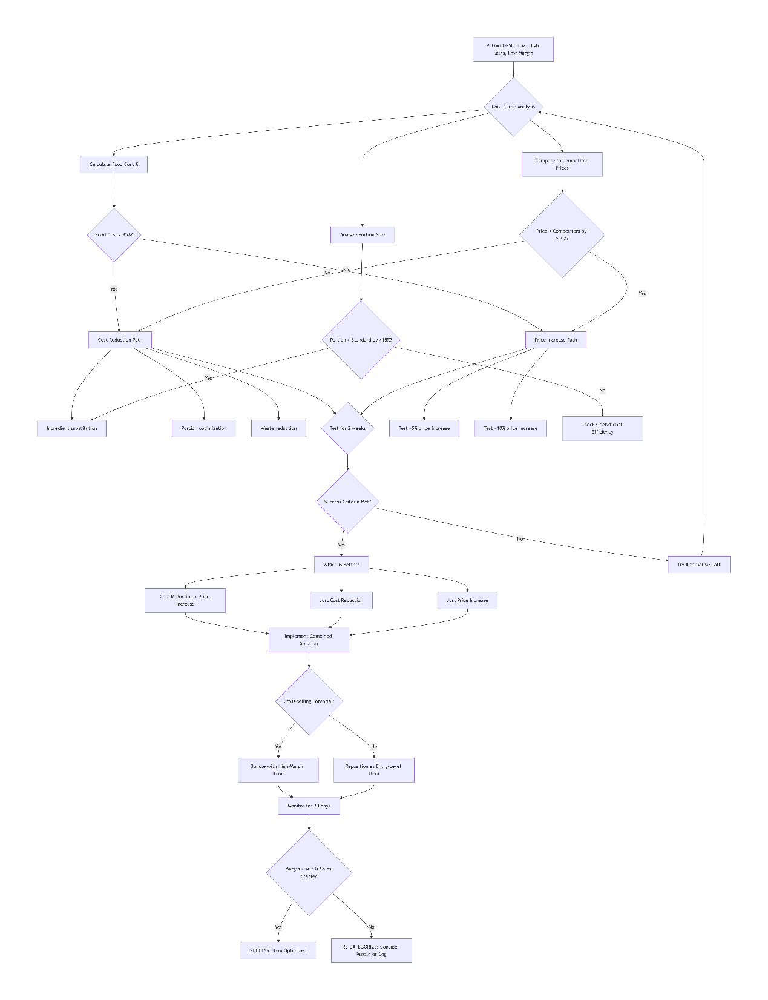 PLOWHORSE ITEM: High
Sales, Low Margin
Root Cause Analysis
Calculate Food Cost %
Compare to Competitor
Prices
Food Cost > 35%?
Analyze Portion Size
Price < Competitors by
>10%?
No
No
Yes
Yes
Cost Reduction Path
Portion > Standard by >15%?
Price Increase Path
Yes
No
Ingredient substitution
Portion optimization
Waste reduction
Test for 2 weeks
Test +5% price increase
Test +10% price increase
Check Operational
Efficiency
Success Criteria Met?
Yes
No
Which is Better?
Try Alternative Path
Cost Reduction + Price
Increase
Just Cost Reduction
Just Price Increase
Implement Combined
Solution
Cross-selling Potential?
Yes
No
Bundle with High-Margin
Items
Reposition as Entry-Level
Item
Monitor for 30 days
Margin > 40% & Sales
Stable?
Yes
No
SUCCESS: Item Optimized
RE-CATEGORIZE: Consider
Puzzle or Dog